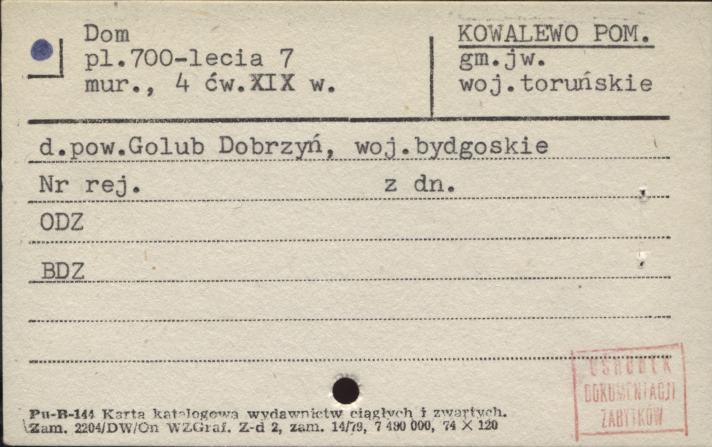 Dom
pl.700-lecia 7
mur., 4 ćw.XIX w.
KOWALEWO POM.
gm.jw.
woj.toruńskie
d.pow.Golub Dobrzyń, woj.bydgoskie
Nr rej. z dn.
ODZ
BDZ
OŚRODEK
DOKUMENTACJI
ZABYTKÓW
Pu-B-144 Karta katalogowa wydawnictw ciągłych i zwartych.
Zam. 2204/DW/On WZGraf. Z-d 2, zam. 14/79, 7 490 000, 74 X 120